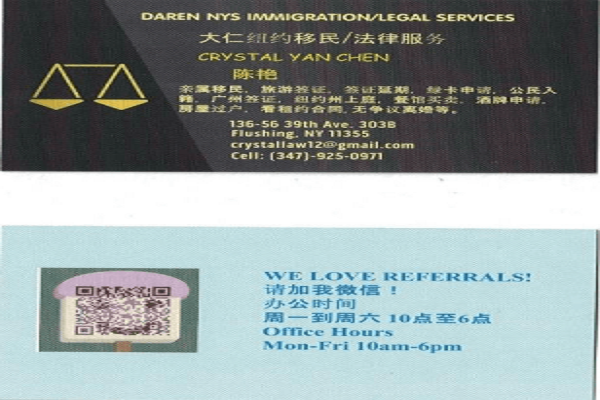 DAREN NYS IMMIGRATION/LEGAL SERVICES
大仁纽约移民/法律服务
CRYSTAL YAN CHEN
陈艳
亲属移民, 旅游签证, 签证延期, 绿卡申请, 公民入
籍, 广州签证, 纽约州上庭, 餐馆买卖, 酒牌申请,
房屋过户, 看租约合同,无争议离婚等。
136-56 39th Ave. 303B
Flushing, NY 11355
crystallaw12@gmail.com
Cell: (347)-925-0971
WE LOVE REFERRALS!
请加我微信！
办公时间
周一到周六 10点至6点
Office Hours
Mon-Fri 10am-6pm